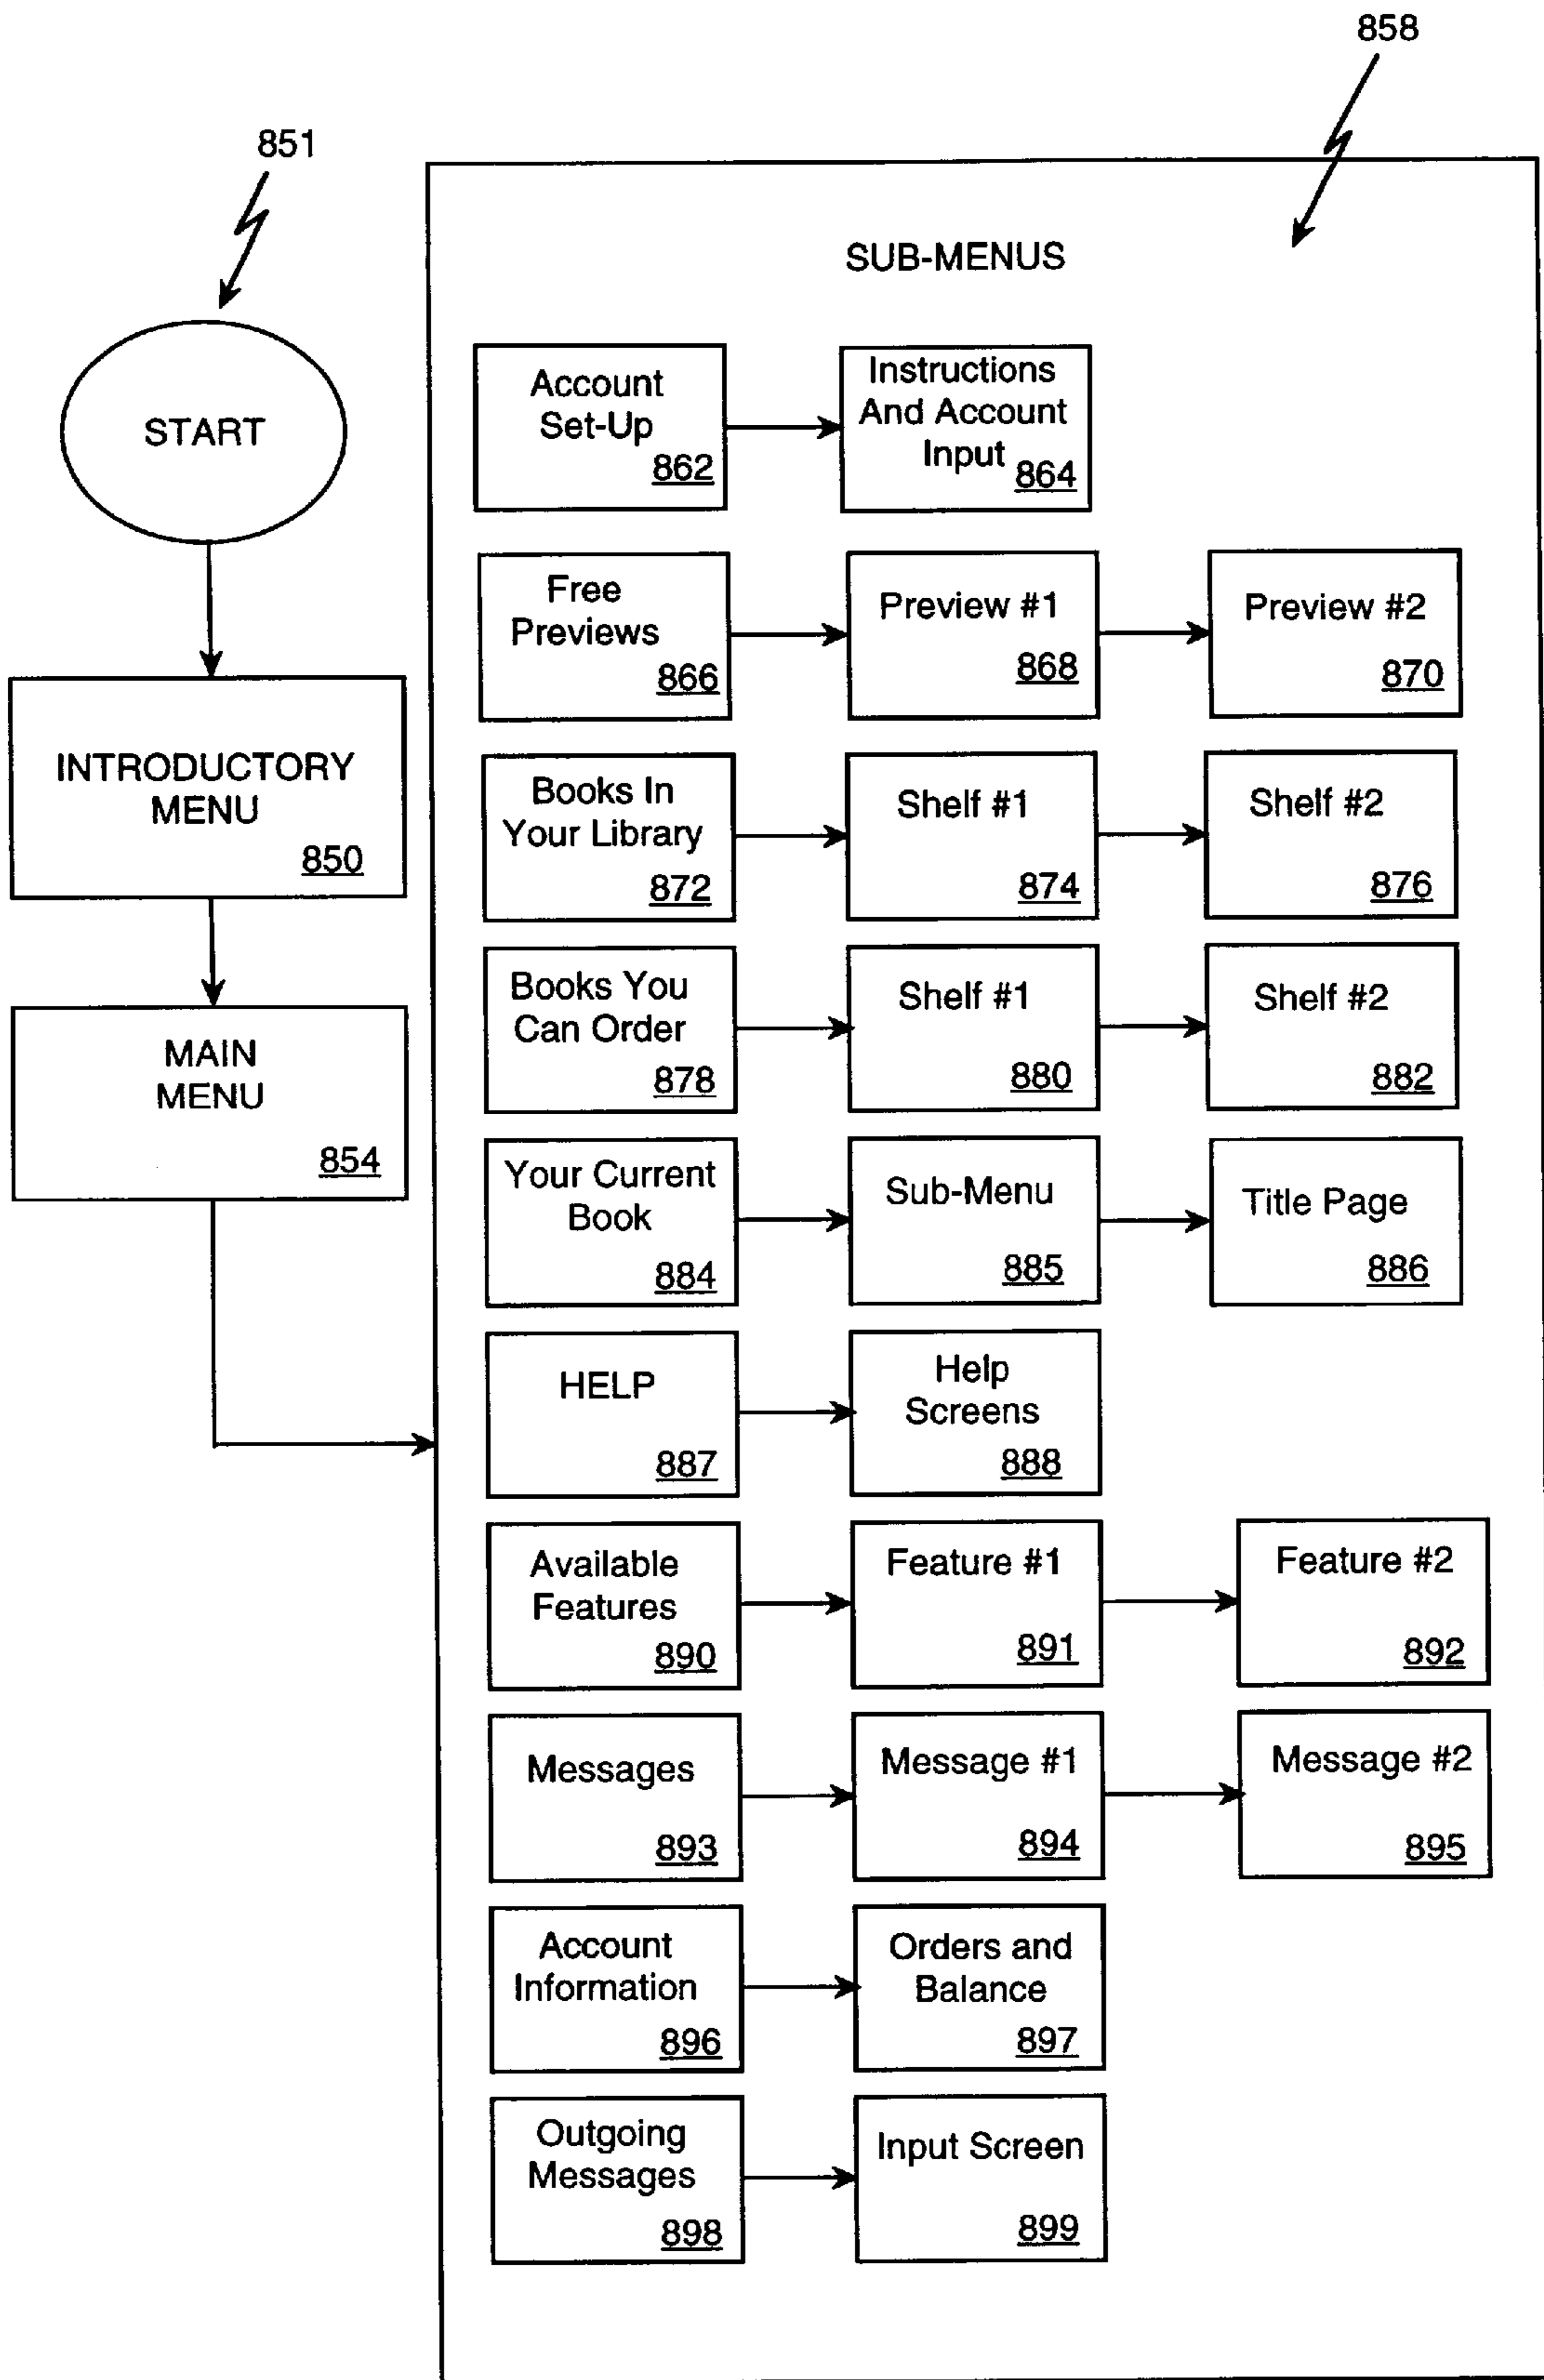 858
851
SUB-MENUS
START
INTRODUCTORY
MENU
850
MAIN
MENU
854
Account
Set-Up
862
Instructions
And Account
Input
864
Free
Previews
866
Preview #1
868
Preview #2
870
Books In
Your Library
872
Shelf #1
874
Shelf #2
876
Books You
Can Order
878
Shelf #1
880
Shelf #2
882
Your Current
Book
884
Sub-Menu
885
Title Page
886
HELP
887
Help
Screens
888
Available
Features
890
Feature #1
891
Feature #2
892
Messages
893
Message #1
894
Message #2
895
Account
Information
896
Orders and
Balance
897
Outgoing
Messages
898
Input Screen
899